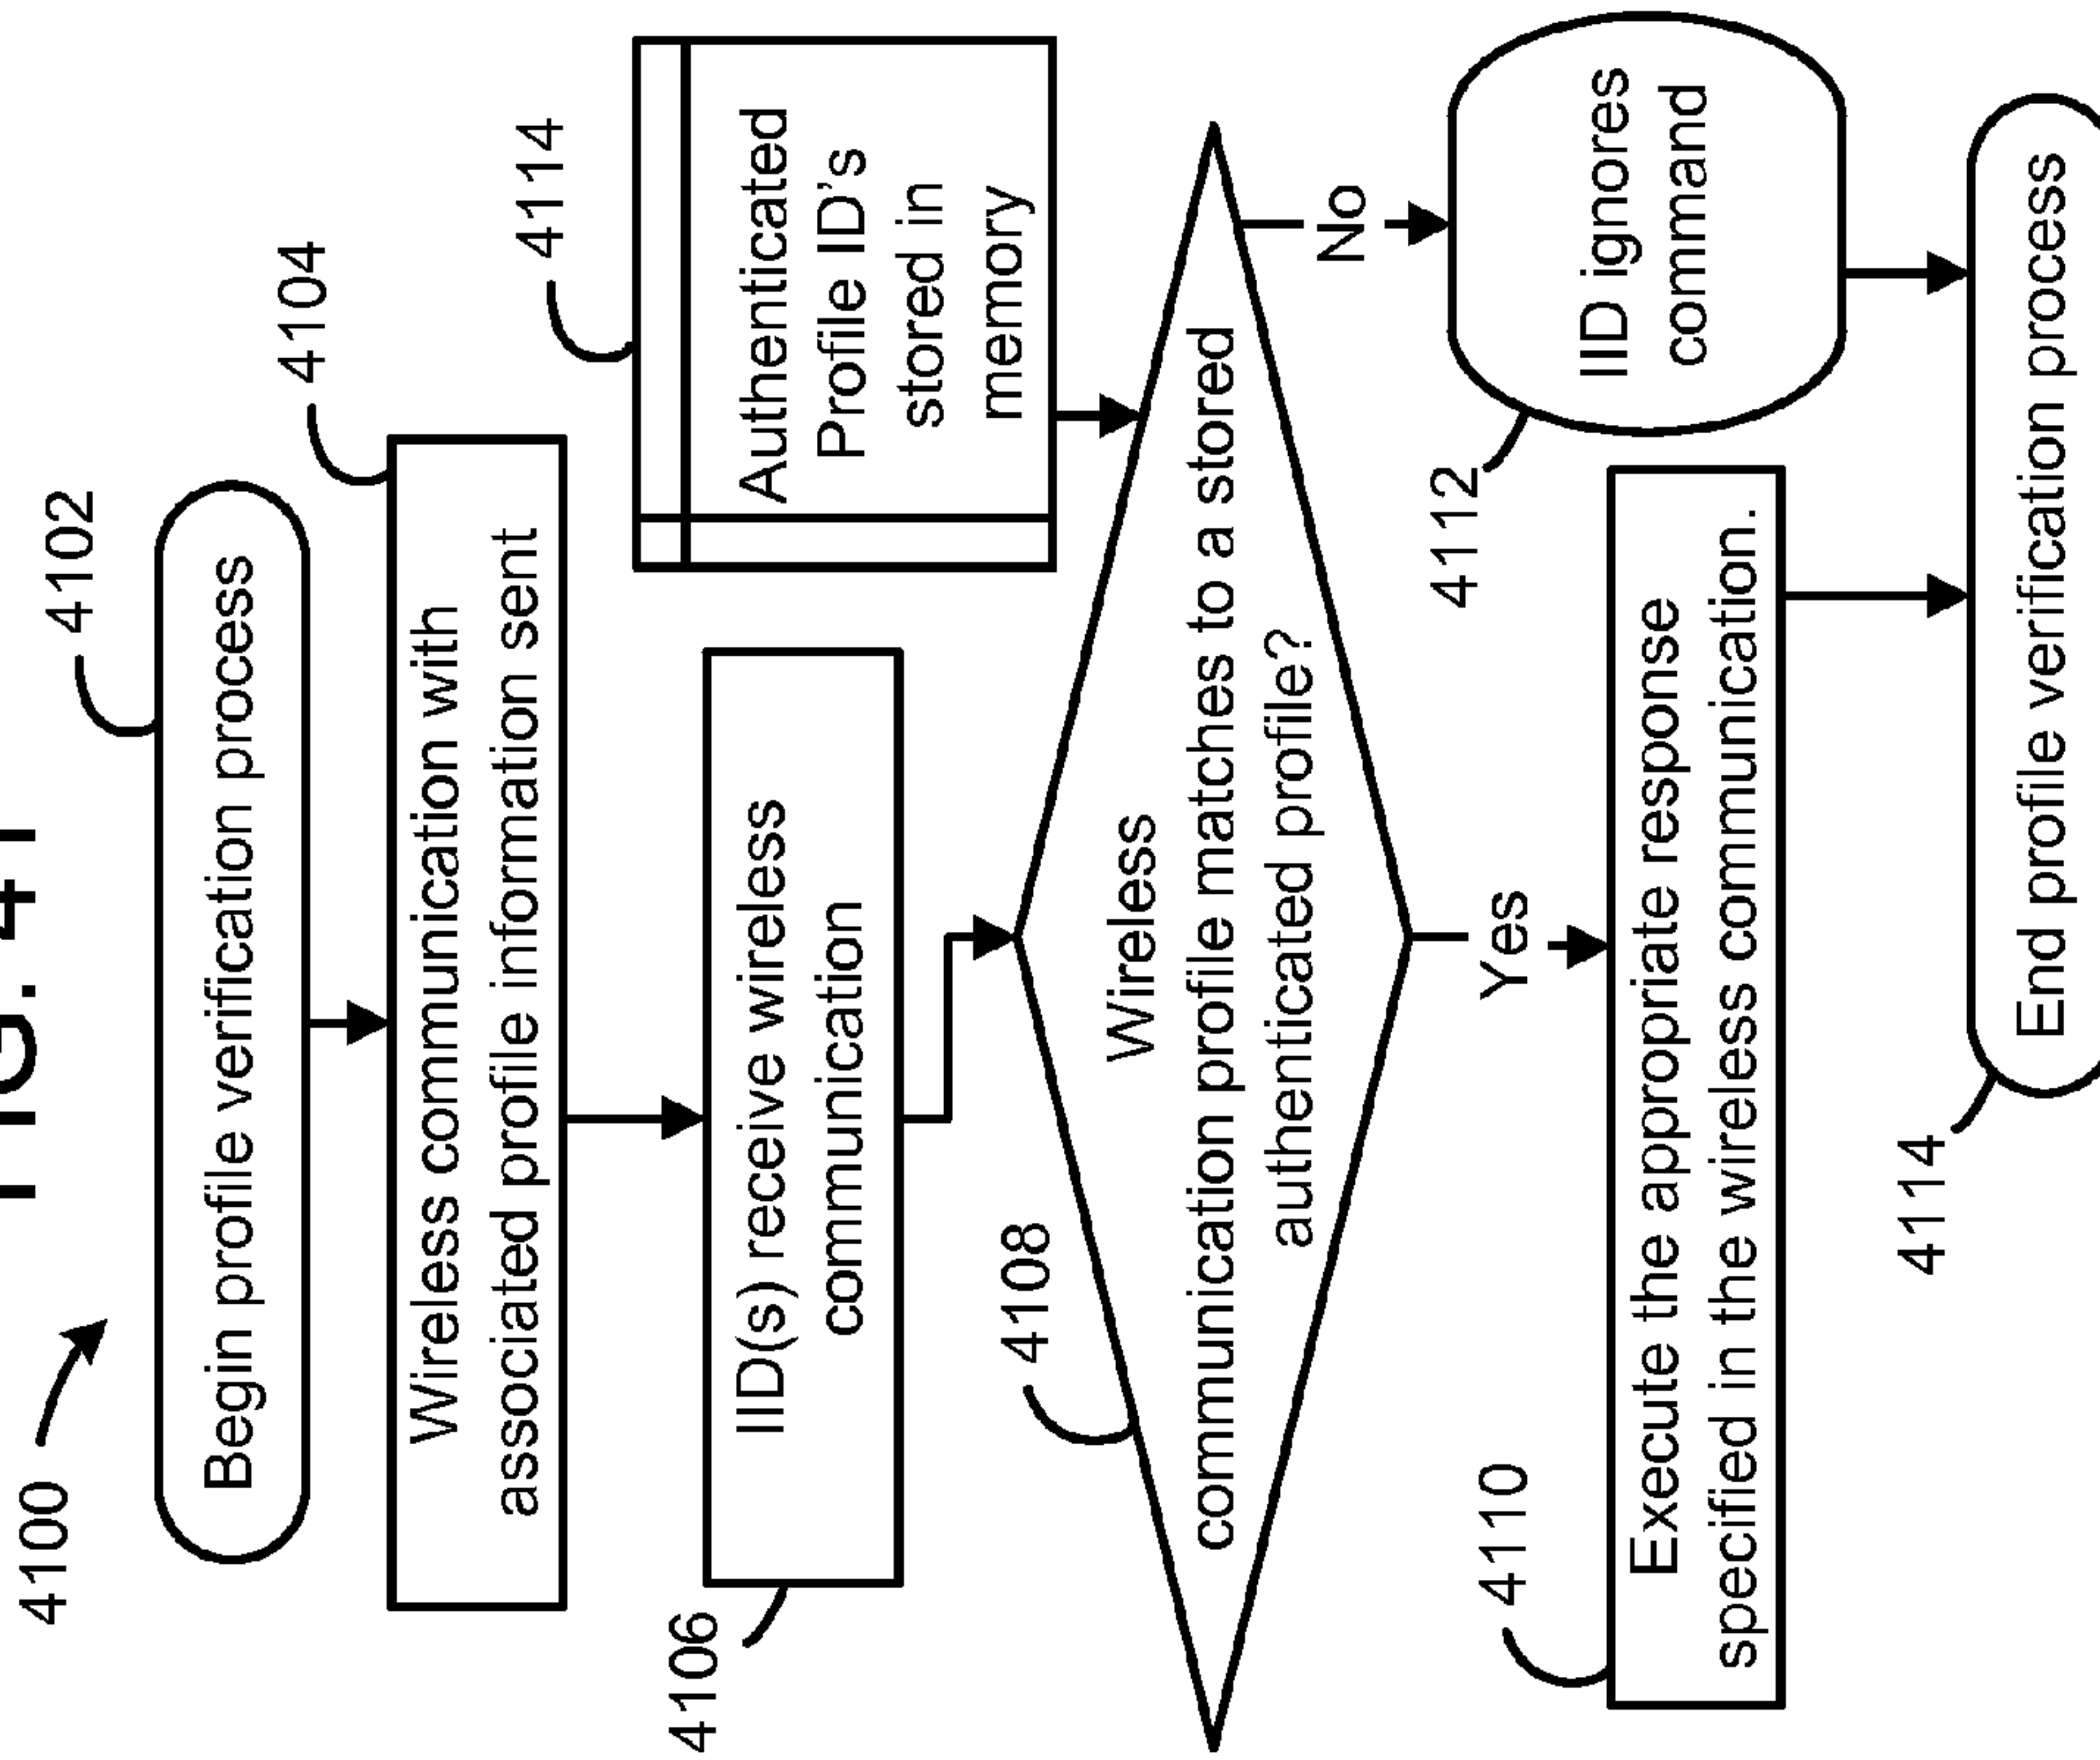 FIG. 41
4100
4102
Begin profile verification process
4104
Wireless communication with
associated profile information sent
4106
IID(s) receive wireless
communication
4114
Authenticated
Profile ID's
stored in
memory
4108
Wireless
communication profile matches to a stored
authenticated profile?
No
Yes
4112
IID ignores
command
4110
Execute the appropriate response
specified in the wireless communication.
4114
End profile verification process